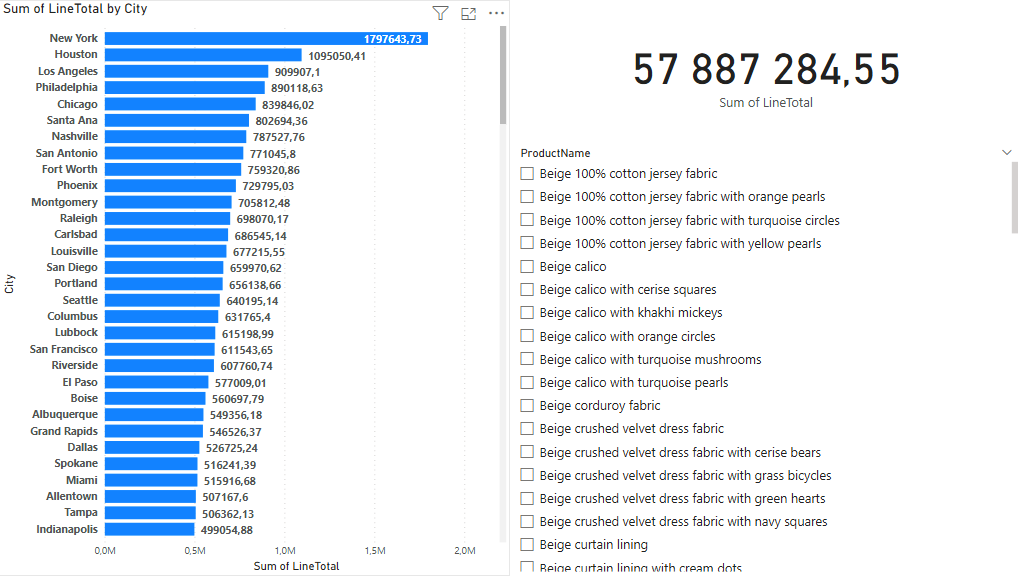 Sum of LineTotal by City
New York 1797643,73
Houston 1095050,41
Los Angeles 909907,1
Philadelphia 890118,63
Chicago 839846,02
Santa Ana 802694,36
Nashville 787527,76
San Antonio 771045,8
Fort Worth 759320,86
Phoenix 729795,03
Montgomery 705812,48
Raleigh 698070,17
Carlsbad 686545,14
Louisville 677215,55
San Diego 659970,62
Portland 656138,66
Seattle 640195,14
Columbus 631765,4
Lubbock 615198,99
San Francisco 611543,65
Riverside 607760,74
El Paso 577009,01
Boise 560697,79
Albuquerque 549356,18
Grand Rapids 546526,37
Dallas 526725,24
Spokane 516241,39
Miami 515916,68
Allentown 507167,6
Tampa 506362,13
Indianapolis 499054,88
City
0,0M 0,5M 1,0M 1,5M 2,0M
Sum of LineTotal
57 887 284,55
Sum of LineTotal
ProductName
Beige 100% cotton jersey fabric
Beige 100% cotton jersey fabric with orange pearls
Beige 100% cotton jersey fabric with turquoise circles
Beige 100% cotton jersey fabric with yellow pearls
Beige calico
Beige calico with cerise squares
Beige calico with khakhi mickeys
Beige calico with orange circles
Beige calico with turquoise mushrooms
Beige calico with turquoise pearls
Beige corduroy fabric
Beige crushed velvet dress fabric
Beige crushed velvet dress fabric with cerise bears
Beige crushed velvet dress fabric with grass bicycles
Beige crushed velvet dress fabric with green hearts
Beige crushed velvet dress fabric with navy squares
Beige curtain lining
Beige curtain lining with cream dots